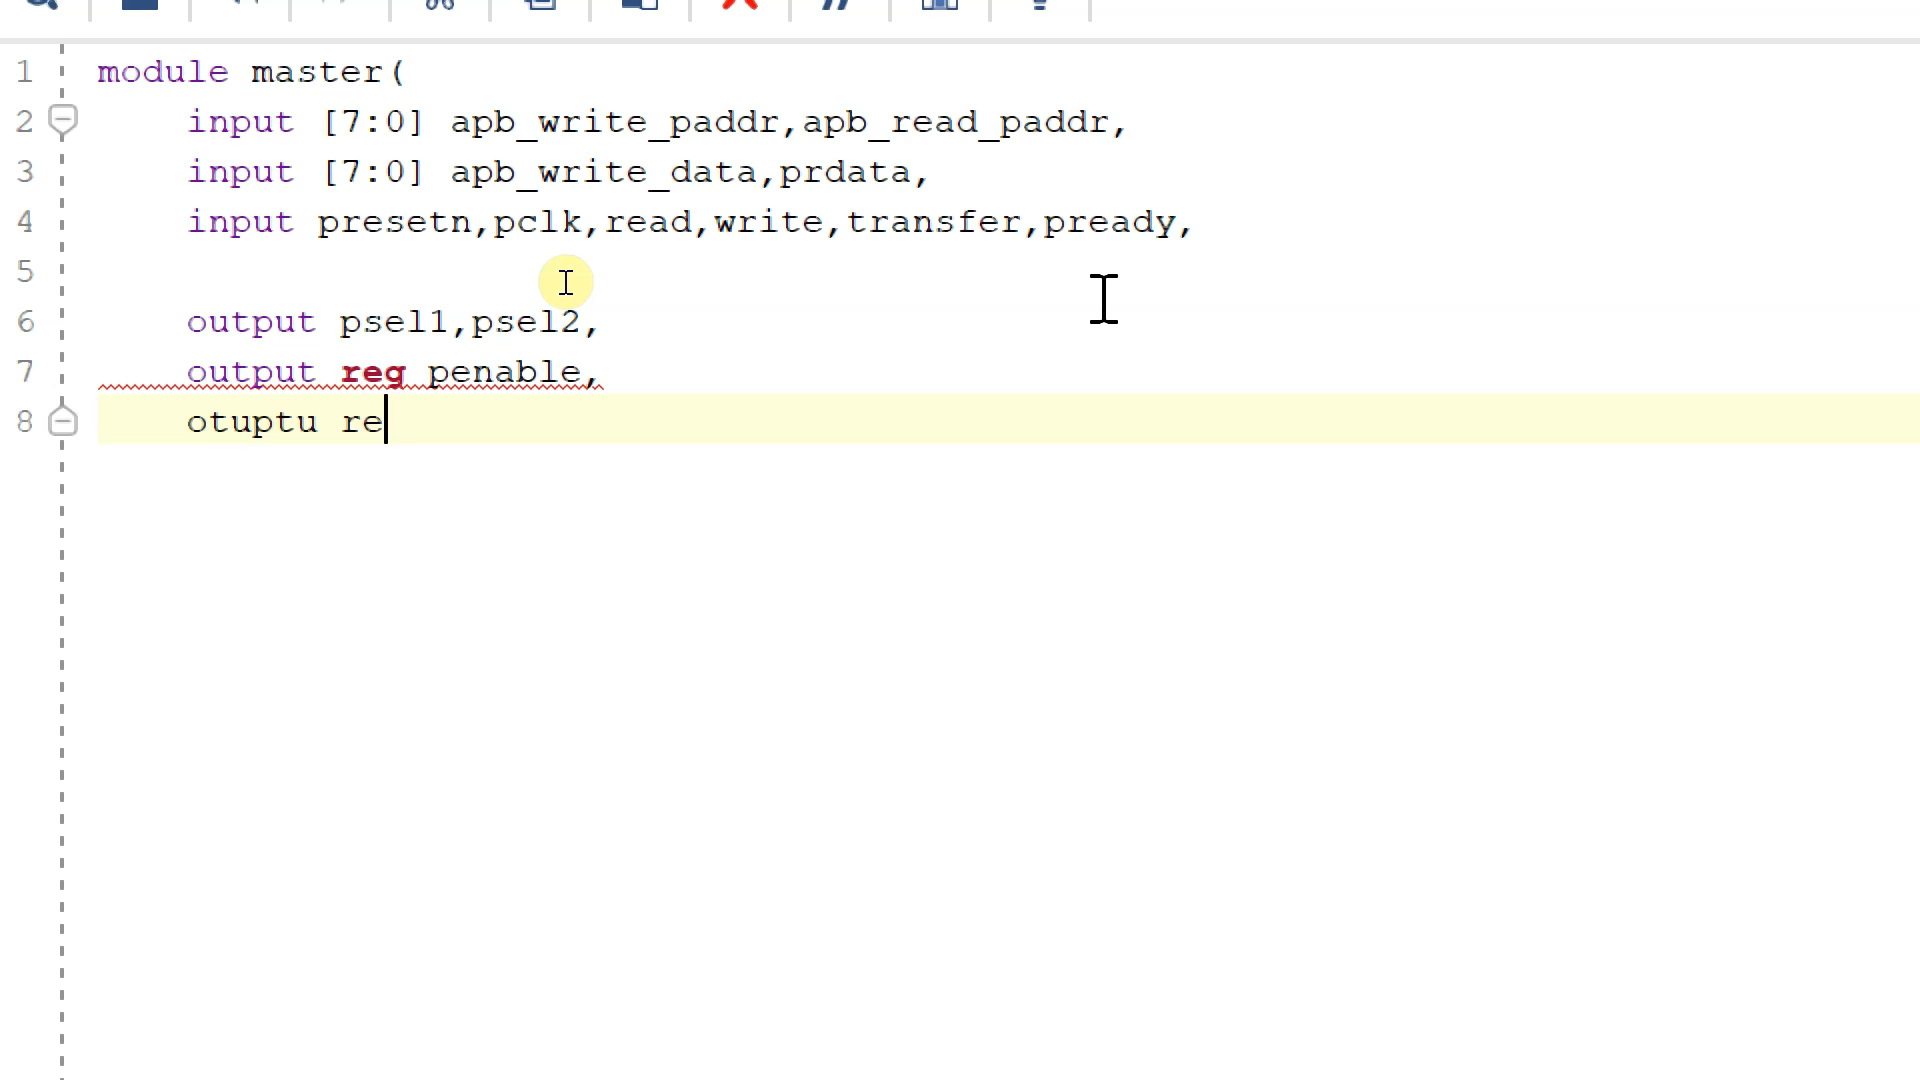 1 module master(
2 input [7:0] apb_write_paddr,apb_read_paddr,
3 input [7:0] apb_write_data,prdata,
4 input presetn,pclk,read,write,transfer,pready,
5
6 output psel1,psel2,
7 output reg penable,
8 otuptu re